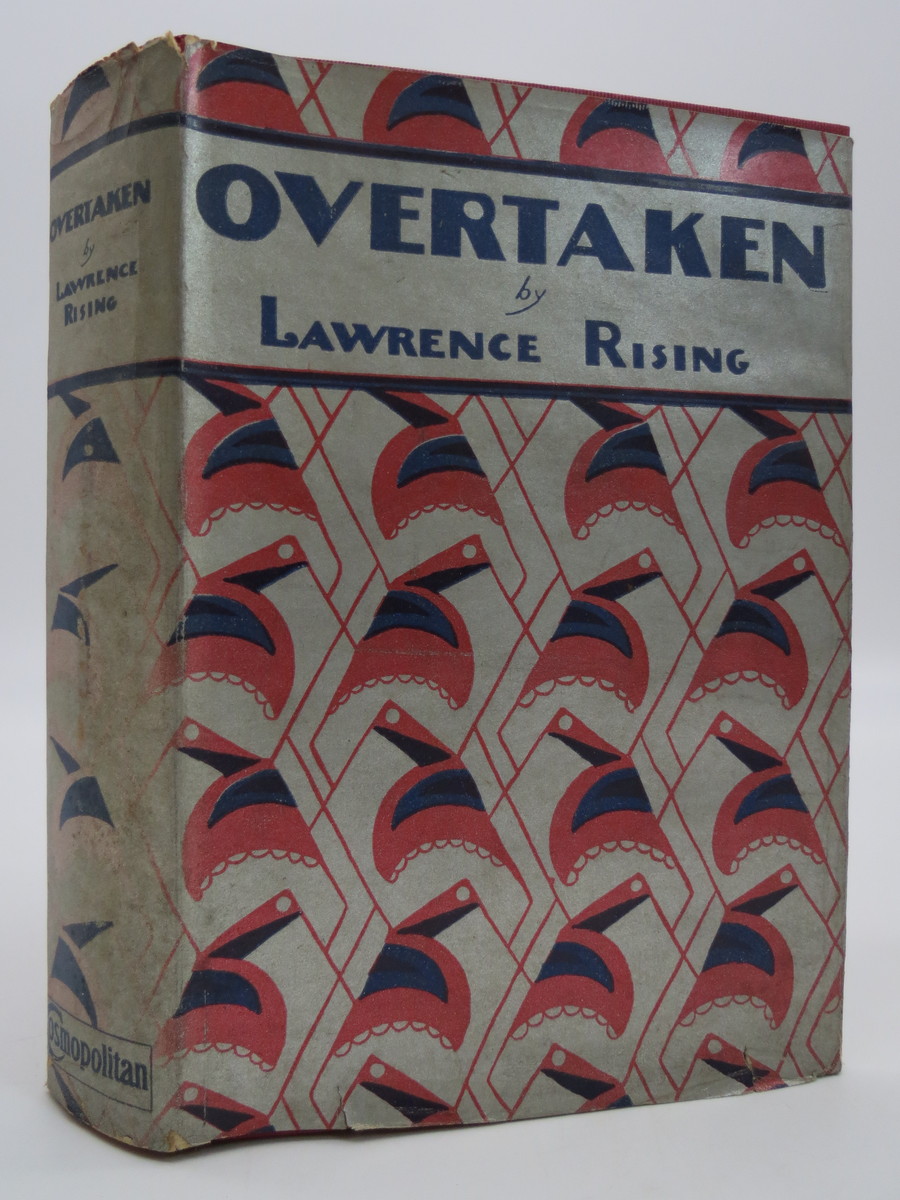 OVERTAKEN
by
LAWRENCE RISING
OVERTAKEN
by
LAWRENCE
RISING
Cosmopolitan